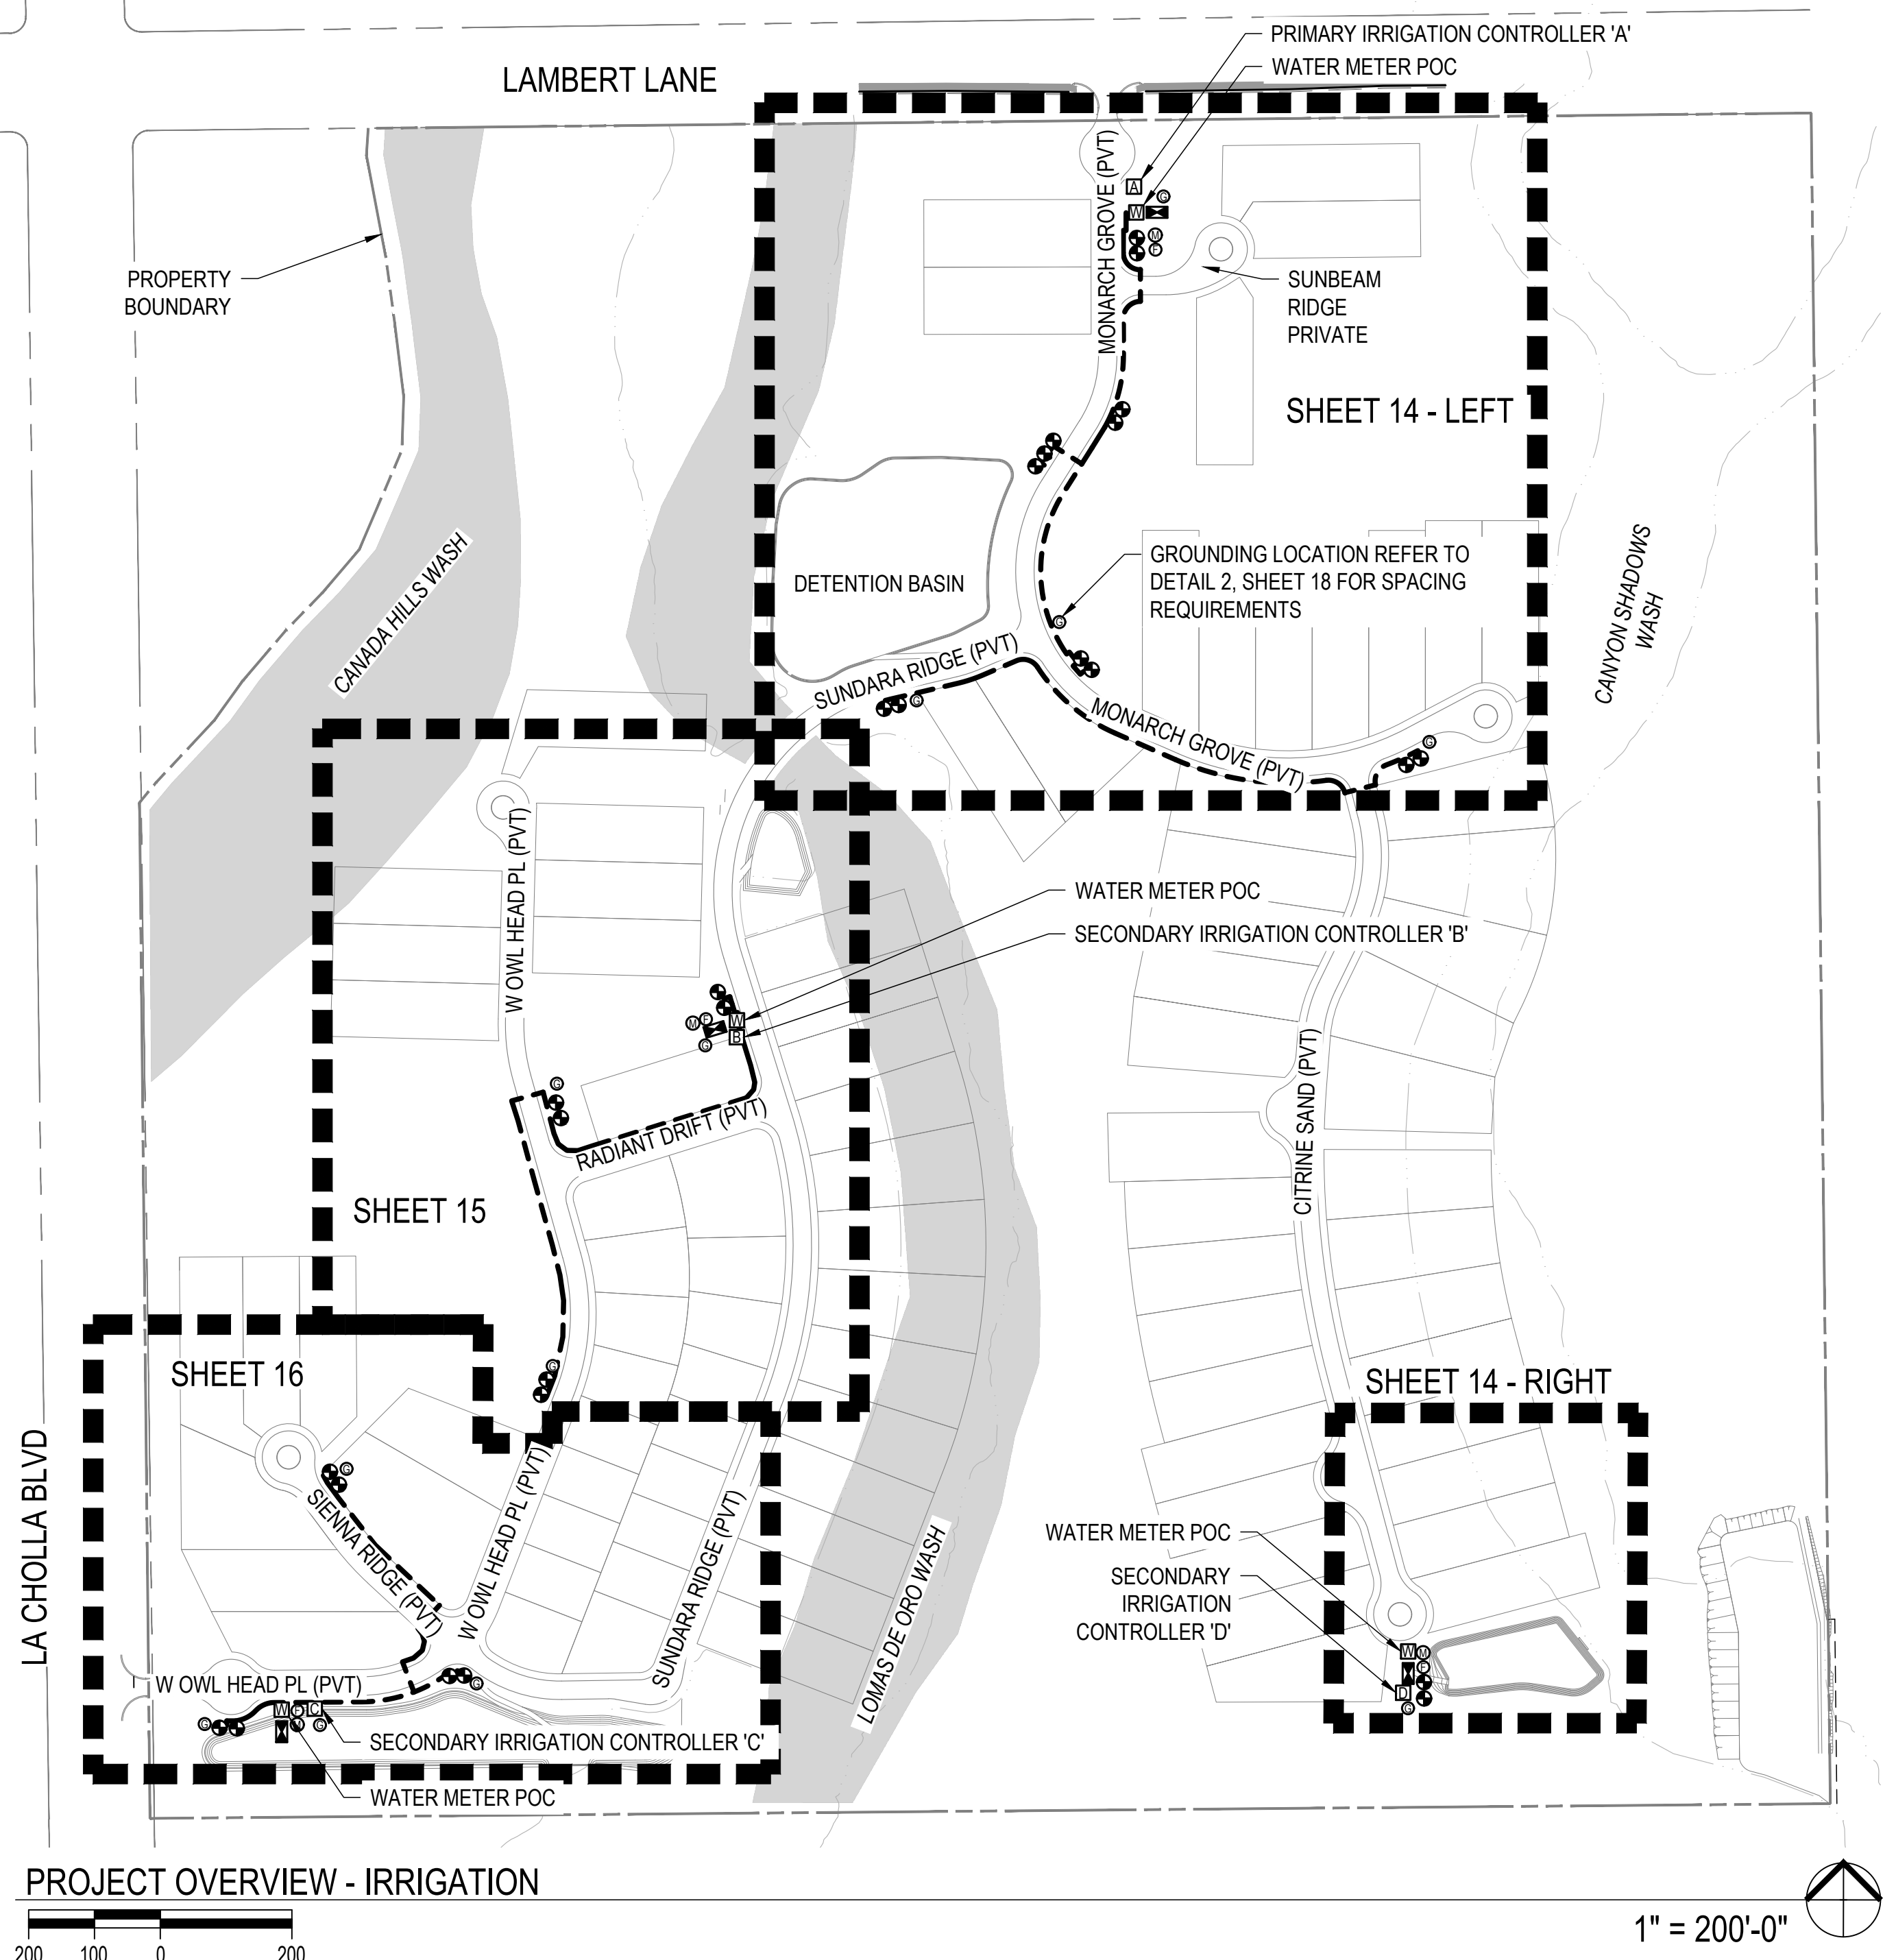 PRIMARY IRRIGATION CONTROLLER 'A'
WATER METER POC
LAMBERT LANE
MONARCH GROVE (PVT)
A
G
W
M
F
PROPERTY
BOUNDARY
SUNBEAM
RIDGE
PRIVATE
SHEET 14 - LEFT
CANADA HILLS WASH
DETENTION BASIN
GROUNDING LOCATION REFER TO
DETAIL 2, SHEET 18 FOR SPACING
REQUIREMENTS
CANYON SHADOWS
WASH
G
SUNDARA RIDGE (PVT)
G
MONARCH GROVE (PVT)
G
W OWL HEAD PL (PVT)
WATER METER POC
SECONDARY IRRIGATION CONTROLLER 'B'
M
F
W
B
G
G
RADIANT DRIFT (PVT)
CITRINE SAND (PVT)
SHEET 15
G
SHEET 16
SHEET 14 - RIGHT
LA CHOLLA BLVD
G
SIENNA RIDGE (PVT)
W OWL HEAD PL (PVT)
SUNDARA RIDGE (PVT)
LOMAS DE ORO WASH
WATER METER POC
SECONDARY
IRRIGATION
CONTROLLER 'D'
W
M
F
D
G
W OWL HEAD PL (PVT)
G
G
W
F
C
M
G
SECONDARY IRRIGATION CONTROLLER 'C'
WATER METER POC
PROJECT OVERVIEW - IRRIGATION
200 100 0 200
1" = 200'-0"